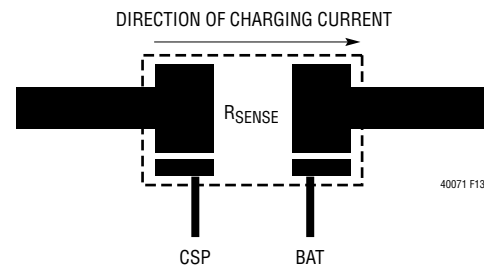 DIRECTION OF CHARGING CURRENT
RSENSE
40071 F13
CSP BAT